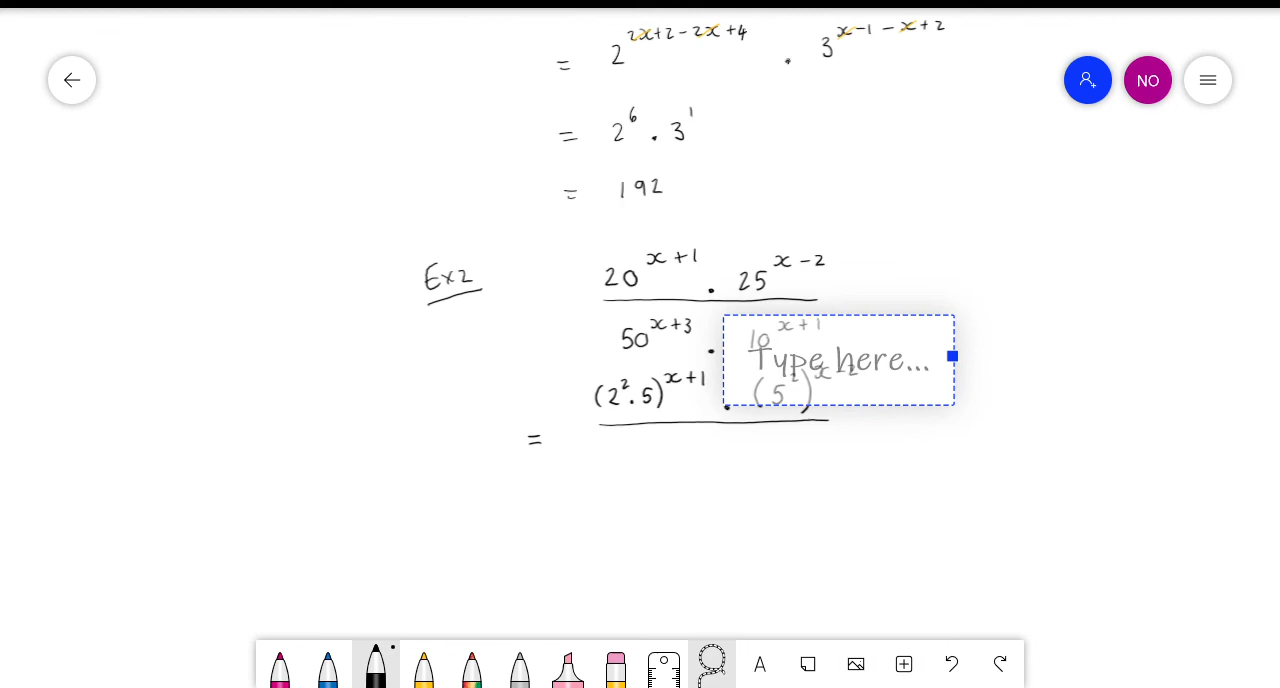 = 2^{2x+2-2x+4} . 3^{x-1-x+2}
NO
= 2^6 . 3^1
= 192
Ex2 20^{x+1} . 25^{x-2}
50^{x+3} . 10^{x+1}
Type here...
(2^2 . 5)^{x+1} . (5^2)^{x-2}
=
A